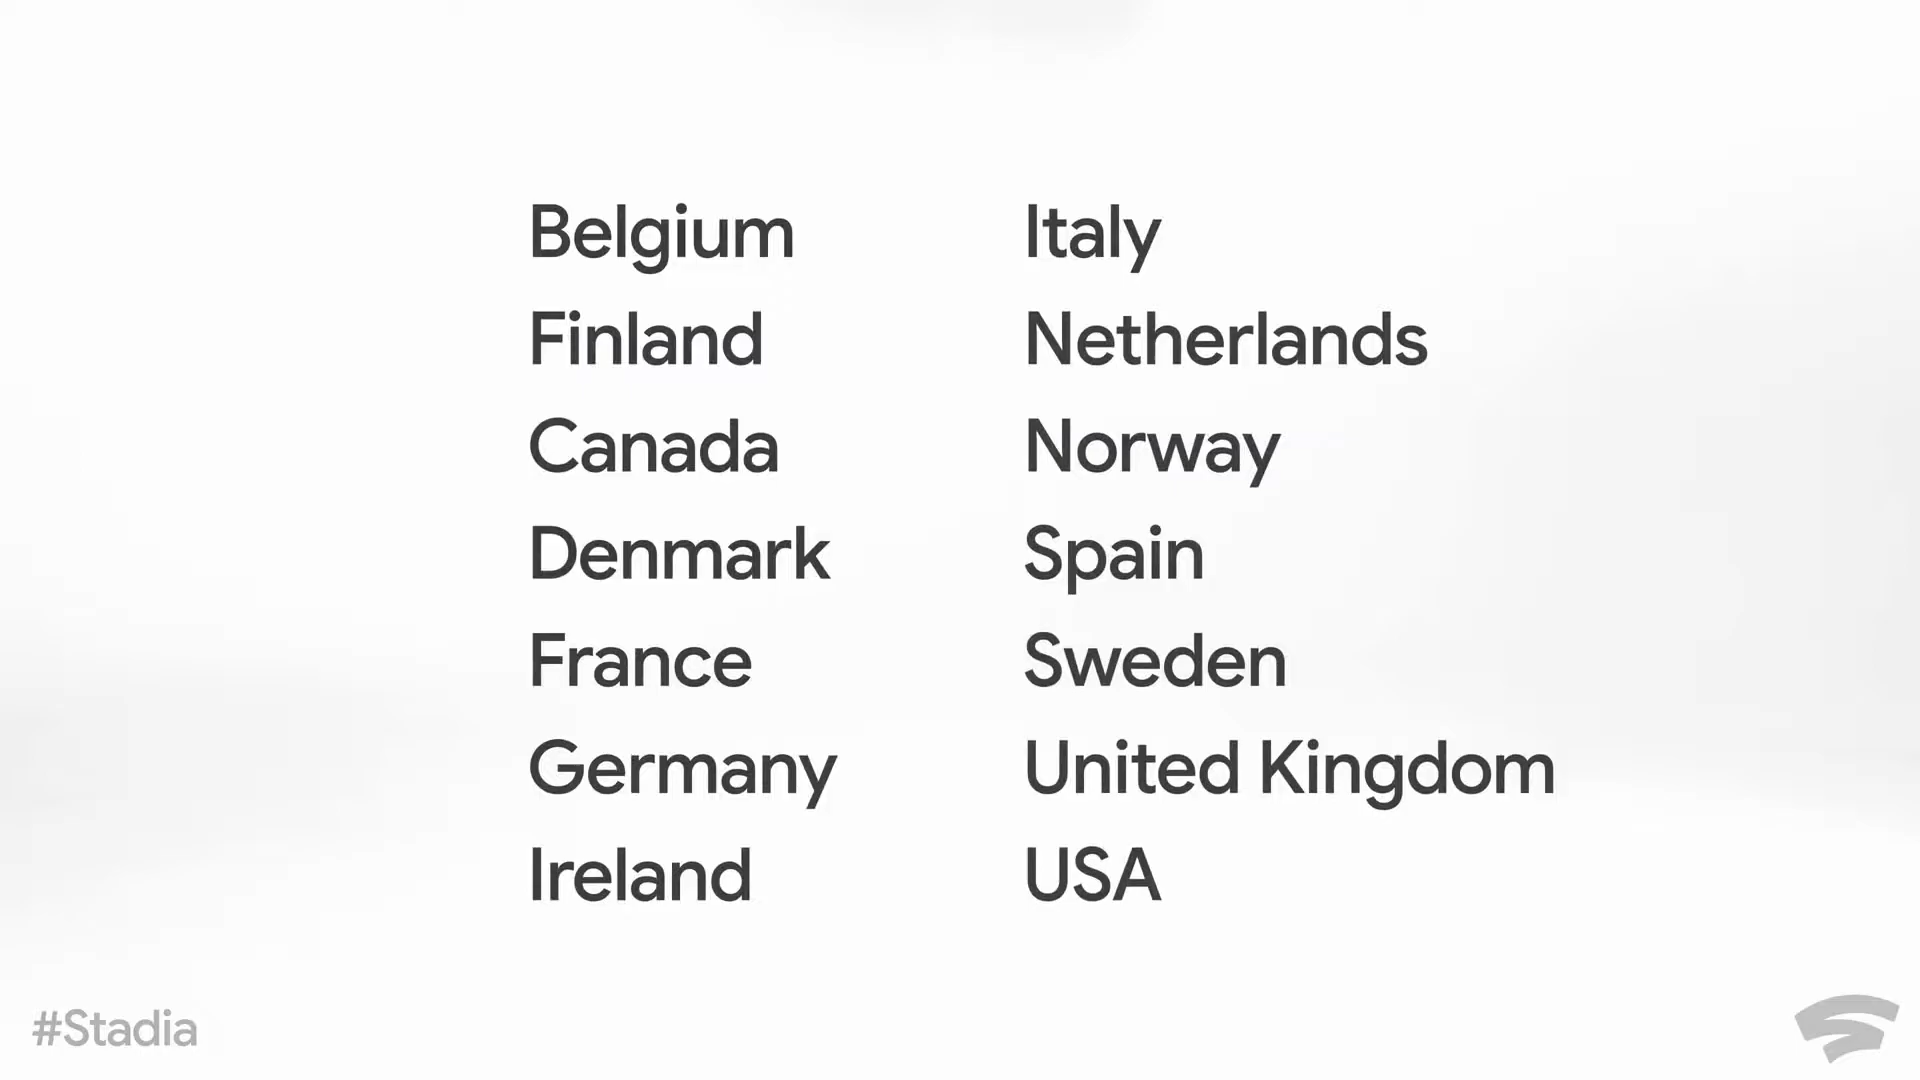 Belgium
Finland
Canada
Denmark
France
Germany
Ireland
Italy
Netherlands
Norway
Spain
Sweden
United Kingdom
USA
#Stadia